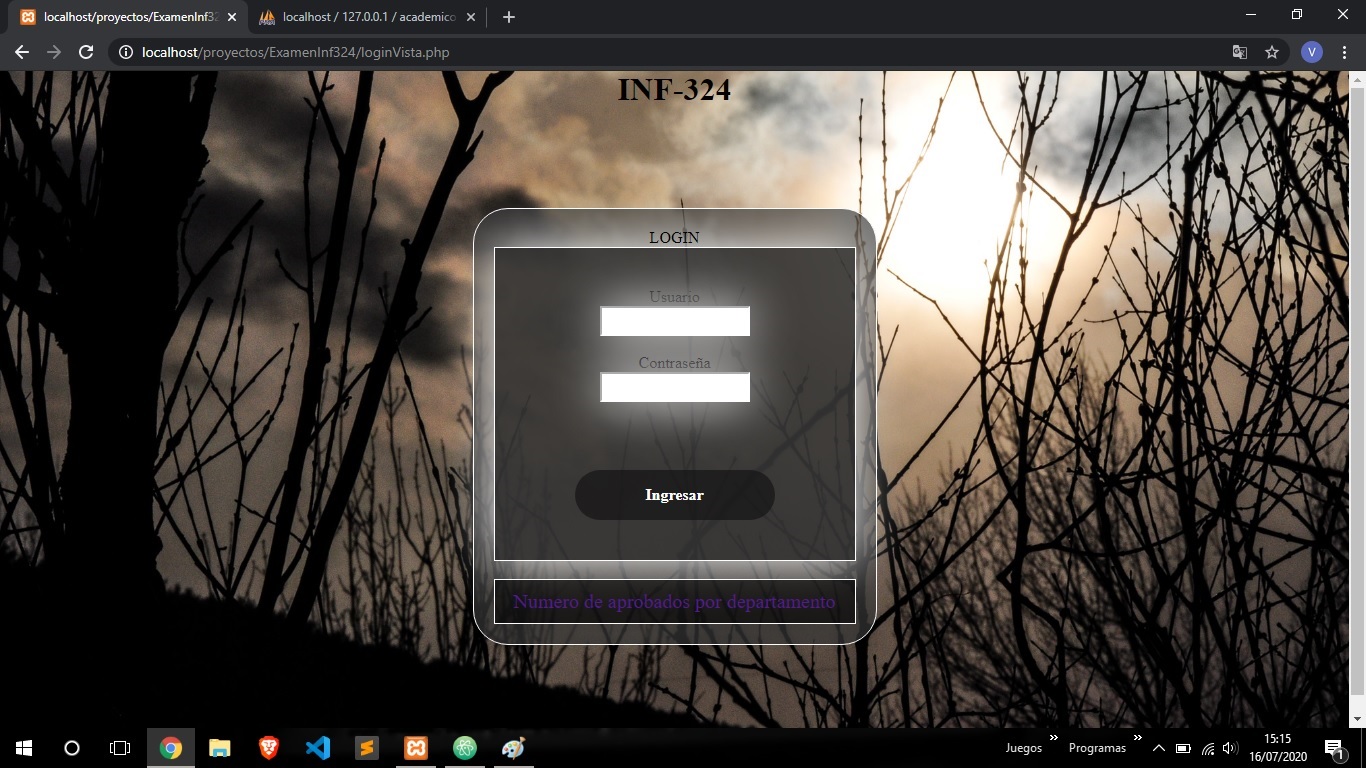 localhost/proyectos/ExamenInf32
localhost / 127.0.0.1 / academico
localhost/proyectos/ExamenInf324/loginVista.php
V
INF-324
LOGIN
Usuario
Contraseña
Ingresar
Numero de aprobados por departamento
Juegos
Programas
15:15
16/07/2020
1